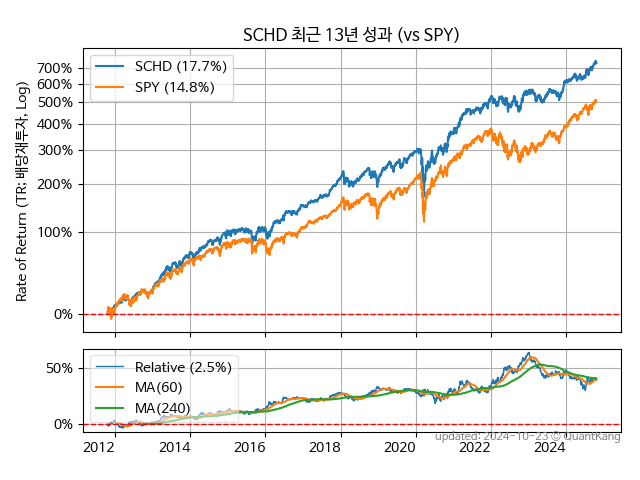 SCHD 최근 13년 성과 (vs SPY)
Rate of Return (TR; 배당재투자, Log)
700%
600%
500%
400%
300%
200%
100%
0%
SCHD (17.7%)
SPY (14.8%)
50%
0%
Relative (2.5%)
MA(60)
MA(240)
2012 2014 2016 2018 2020 2022 2024
updated: 2024-10-23 © QuantKang